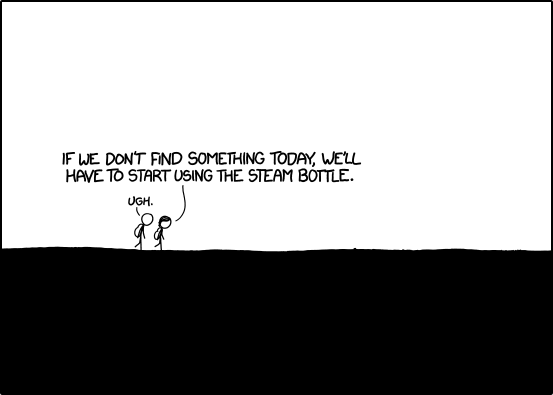 IF WE DON'T FIND SOMETHING TODAY, WE'LL
HAVE TO START USING THE STEAM BOTTLE.
UGH.